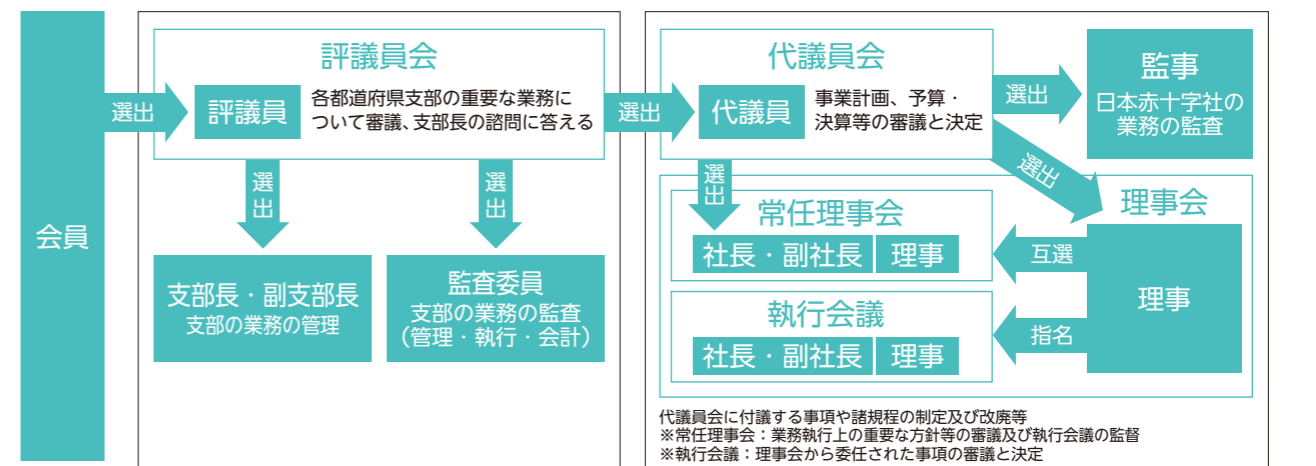 会員
選出
評議員会
評議員
各都道府県支部の重要な業務に
ついて審議、支部長の諮問に答える
選出
選出
支部長・副支部長
支部の業務の管理
監査委員
支部の業務の監査
(管理・執行・会計)
選出
代議員会
代議員
事業計画、予算・
決算等の審議と決定
選出
監事
日本赤十字社の
業務の監査
選出
選出
理事会
常任理事会
社長・副社長
理事
互選
理事
執行会議
社長・副社長
理事
指名
代議員会に付議する事項や諸規程の制定及び改廃等
※常任理事会：業務執行上の重要な方針等の審議及び執行会議の監督
※執行会議：理事会から委任された事項の審議と決定